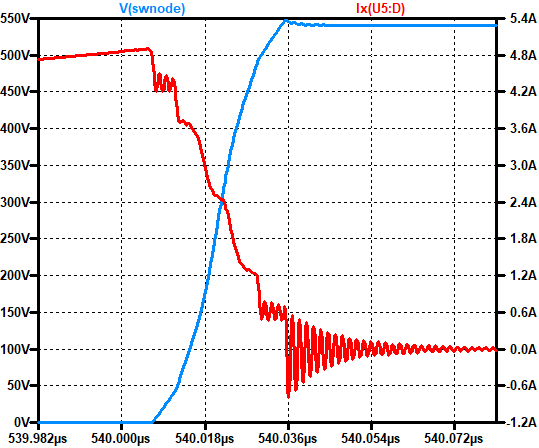 V(swnode) Ix(U5:D)
550V 5.4A
500V 4.8A
450V 4.2A
400V 3.6A
350V 3.0A
300V 2.4A
250V 1.8A
200V 1.2A
150V 0.6A
100V 0.0A
50V -0.6A
0V -1.2A
539.982µs 540.000µs 540.018µs 540.036µs 540.054µs 540.072µs